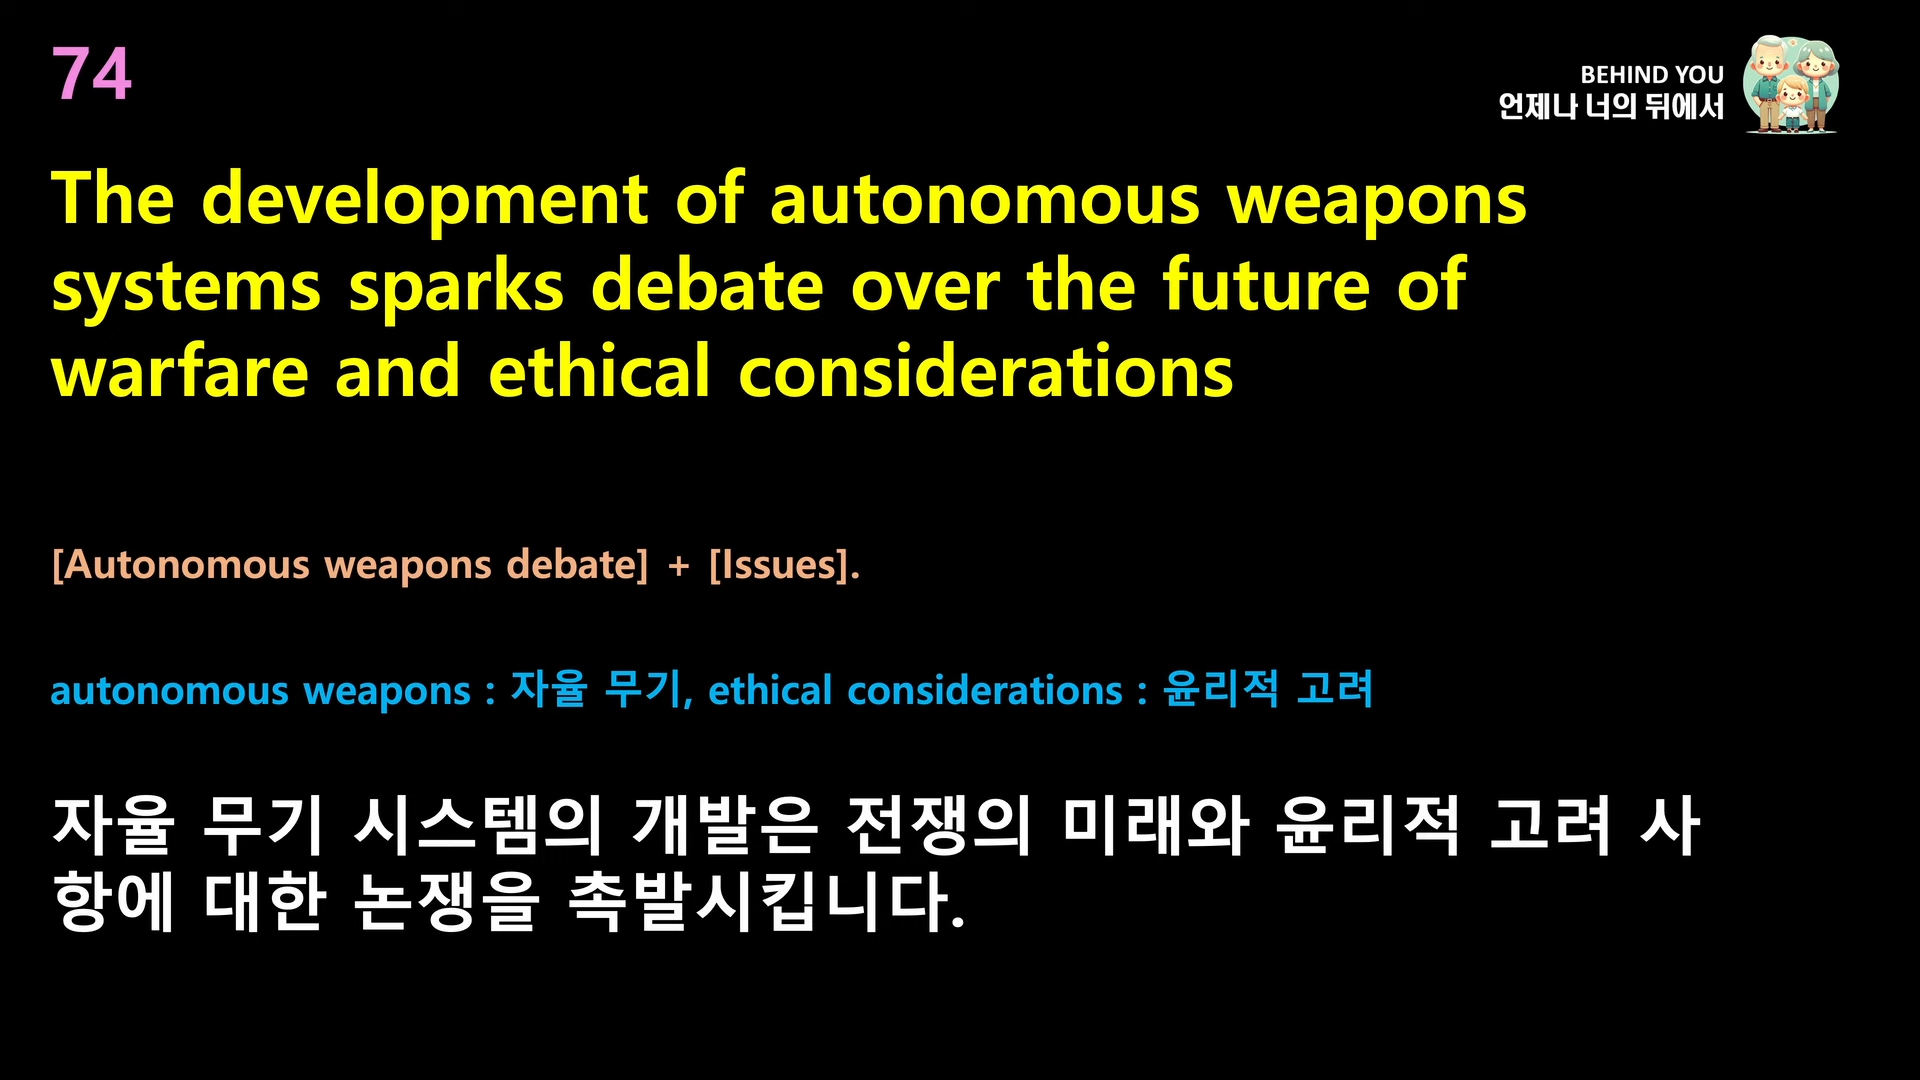 74
BEHIND YOU
언제나 너의 뒤에서
The development of autonomous weapons
systems sparks debate over the future of
warfare and ethical considerations
[Autonomous weapons debate] + [Issues].
autonomous weapons : 자율 무기, ethical considerations : 윤리적 고려
자율 무기 시스템의 개발은 전쟁의 미래와 윤리적 고려 사
항에 대한 논쟁을 촉발시킵니다.